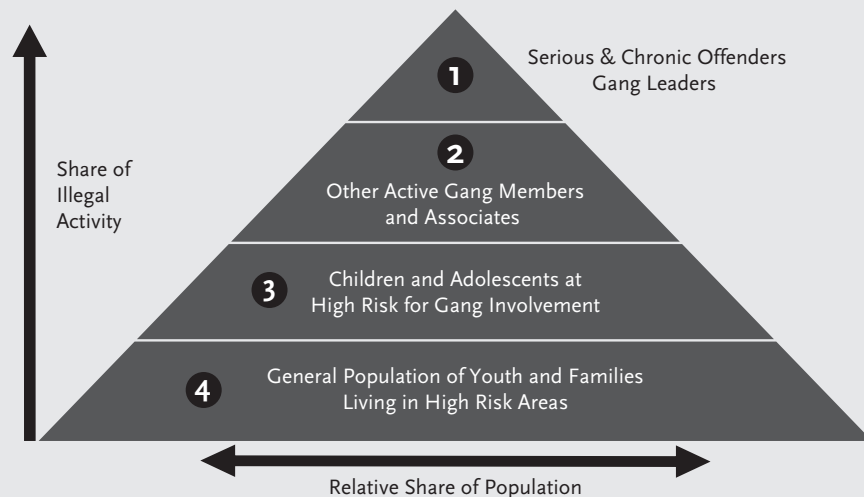 1
Serious & Chronic Offenders
Gang Leaders
2
Share of
Illegal
Activity
Other Active Gang Members
and Associates
3
Children and Adolescents at
High Risk for Gang Involvement
4
General Population of Youth and Families
Living in High Risk Areas
Relative Share of Population